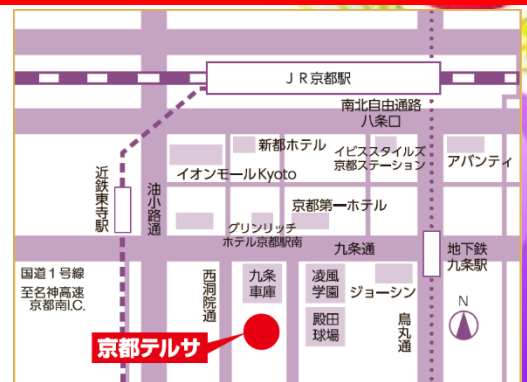 JR京都駅
南北自由通路
八条口
新都ホテル
イビススタイルズ
京都ステーション
アバンティ
イオンモールKyoto
近鉄東寺駅
油小路通
京都第一ホテル
グリンリッチ
ホテル京都駅南
九条通
地下鉄
九条駅
国道1号線
至名神高速
京都南I.C.
西洞院通
九条
車庫
凌風
学園
ジョーシン
殿田
球場
烏丸通
N
京都テルサ